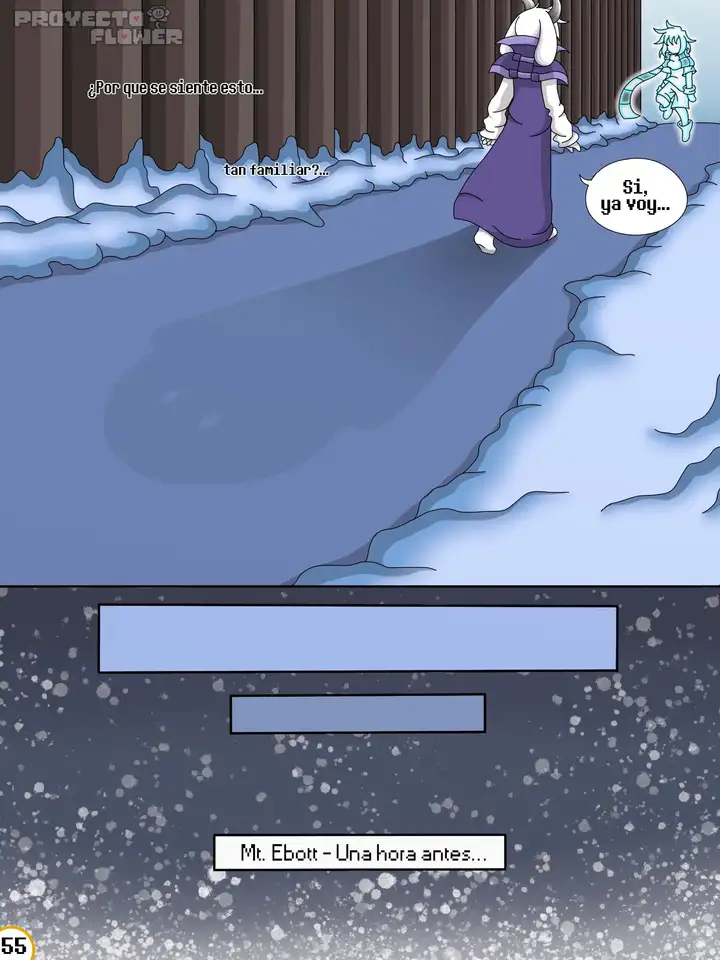 PROYECTO
FLOWER
¿Por que se siente esto...
tan familiar?...
Si,
ya voy...
Mt. Ebott - Una hora antes...
55